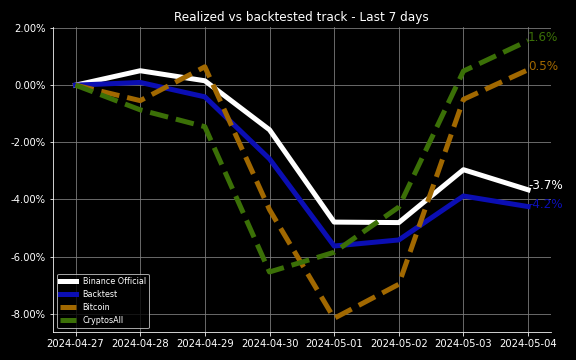 Realized vs backtested track - Last 7 days
2.00%
0.00%
-2.00%
-4.00%
-6.00%
-8.00%
1.6%
0.5%
-3.7%
-4.2%
Binance Official
Backtest
Bitcoin
CryptosAll
2024-04-27 2024-04-28 2024-04-29 2024-04-30 2024-05-01 2024-05-02 2024-05-03 2024-05-04